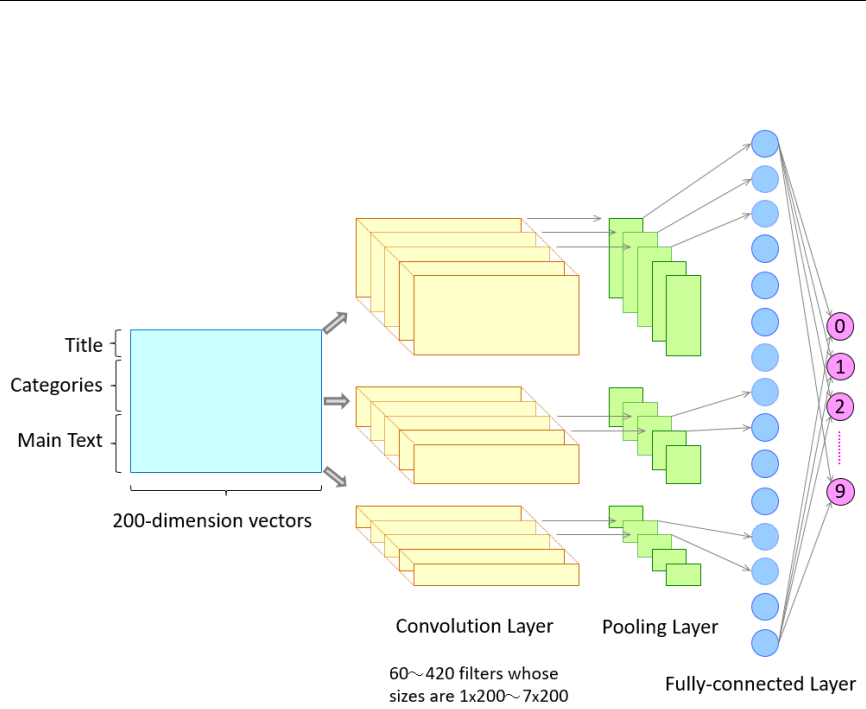 Title
Categories
Main Text
200-dimension vectors
Convolution Layer
60～420 filters whose
sizes are 1x200～7x200
Pooling Layer
Fully-connected Layer
0
1
2
9